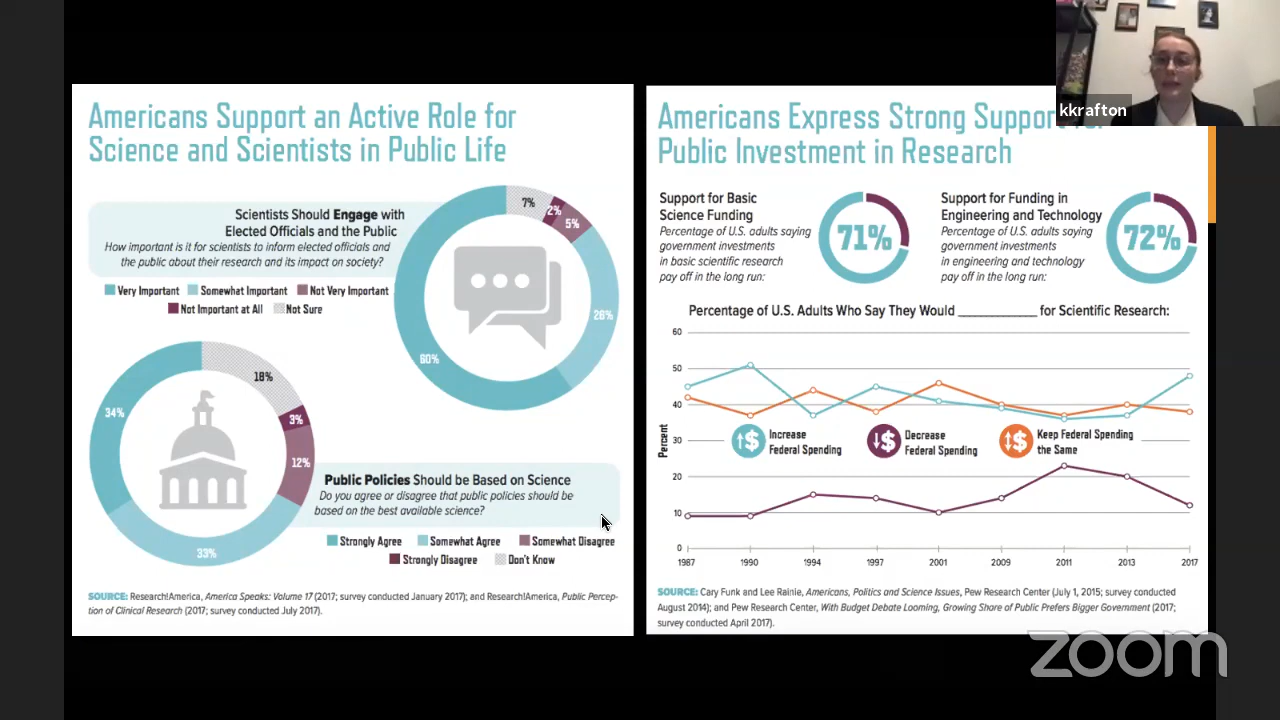 kkrafton
Americans Support an Active Role for
Science and Scientists in Public Life
Scientists Should Engage with
Elected Officials and the Public
How important is it for scientists to inform elected officials and
the public about their research and its impact on society?
Very Important Somewhat Important Not Very Important
Not Important at All Not Sure
7%
2%
5%
26%
60%
34%
18%
3%
12%
33%
Public Policies Should be Based on Science
Do you agree or disagree that public policies should be
based on the best available science?
Strongly Agree Somewhat Agree Somewhat Disagree
Strongly Disagree Don't Know
SOURCE: Research!America, America Speaks: Volume 17 (2017; survey conducted January 2017); and Research!America, Public Percep-
tion of Clinical Research (2017; survey conducted July 2017).
Americans Express Strong Support for
Public Investment in Research
Support for Basic
Science Funding
Percentage of U.S. adults saying
government investments
in basic scientific research
pay off in the long run:
71%
Support for Funding in
Engineering and Technology
Percentage of U.S. adults saying
government investments
in engineering and technology
pay off in the long run:
72%
Percentage of U.S. Adults Who Say They Would ____________ for Scientific Research:
Percent
60
50
40
30
20
10
0
Increase
Federal Spending
Decrease
Federal Spending
Keep Federal Spending
the Same
1987 1990 1994 1997 2001 2009 2011 2013 2017
SOURCE: Cary Funk and Lee Rainie, Americans, Politics and Science Issues, Pew Research Center (July 1, 2015; survey conducted
August 2014); and Pew Research Center, With Budget Debate Looming, Growing Share of Public Prefers Bigger Government (2017;
survey conducted April 2017).
zoom